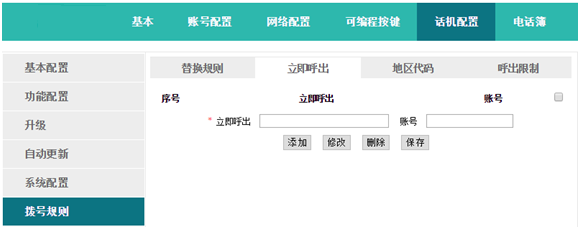 基本 账号配置 网络配置 可编程按键 话机配置 电话簿
基本配置
功能配置
升级
自动更新
系统配置
拨号规则
替换规则 立即呼出 地区代码 呼出限制
序号 立即呼出 账号
* 立即呼出 账号
添加 修改 删除 保存